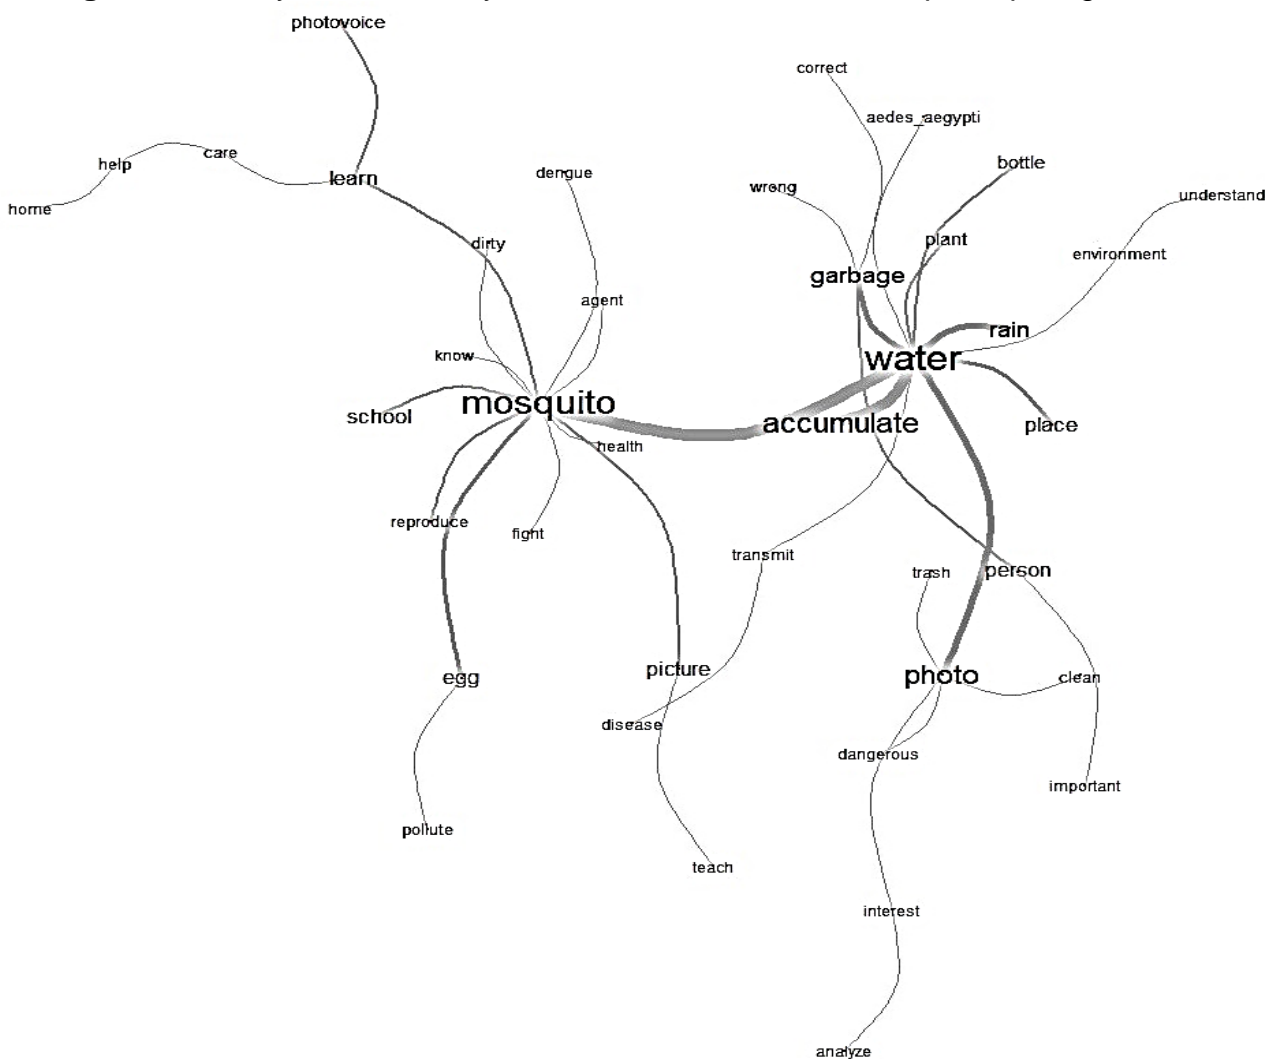 photovoice
correct
aedes_aegypti
care
help
learn
dengue
wrong
bottle
understand
home
dirty
plant
environment
garbage
agent
rain
know
water
mosquito
school
accumulate
place
health
reproduce
fight
transmit
trash
person
egg
picture
photo
clean
disease
dangerous
important
pollute
teach
interest
analyze